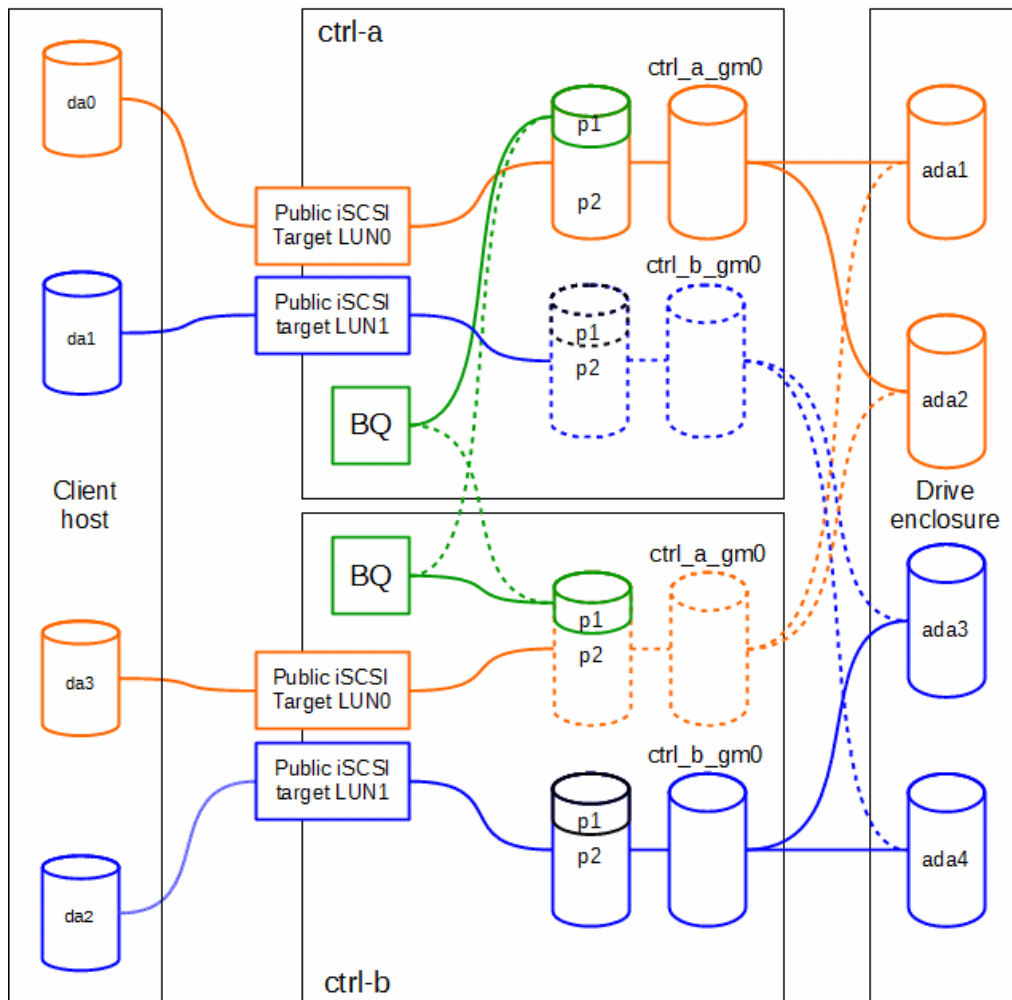 ctrl-a
ctrl_a_gm0
da0
p1
ada1
Public iSCSI
Target LUN0
p2
ctrl_b_gm0
Public iSCSI
target LUN1
da1
p1
p2
ada2
BQ
Client
host
Drive
enclosure
BQ
ctrl_a_gm0
p1
ada3
p2
da3
Public iSCSI
Target LUN0
ctrl_b_gm0
Public iSCSI
target LUN1
p1
p2
ada4
da2
ctrl-b